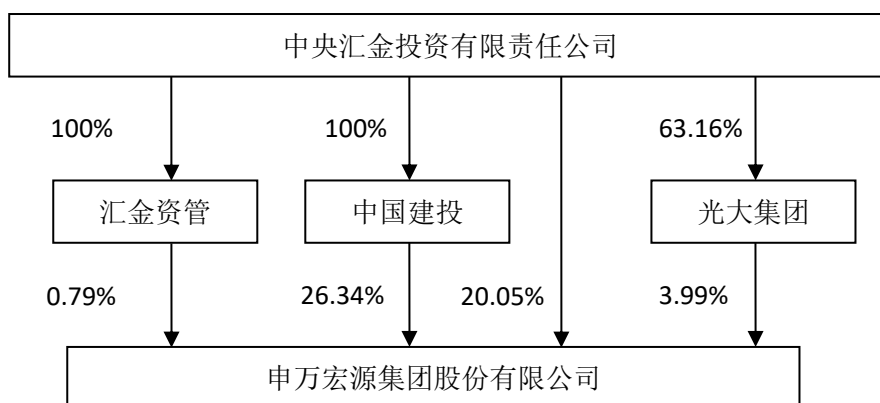 中央汇金投资有限责任公司
100%
100%
63.16%
汇金资管
中国建投
光大集团
0.79%
26.34%
20.05%
3.99%
申万宏源集团股份有限公司